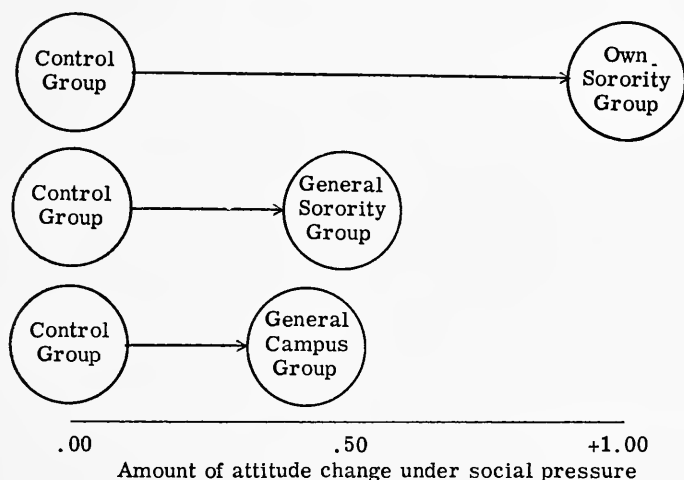 Control
Group
Own
Sorority
Group
Control
Group
General
Sorority
Group
Control
Group
General
Campus
Group
.00 .50 +1.00
Amount of attitude change under social pressure